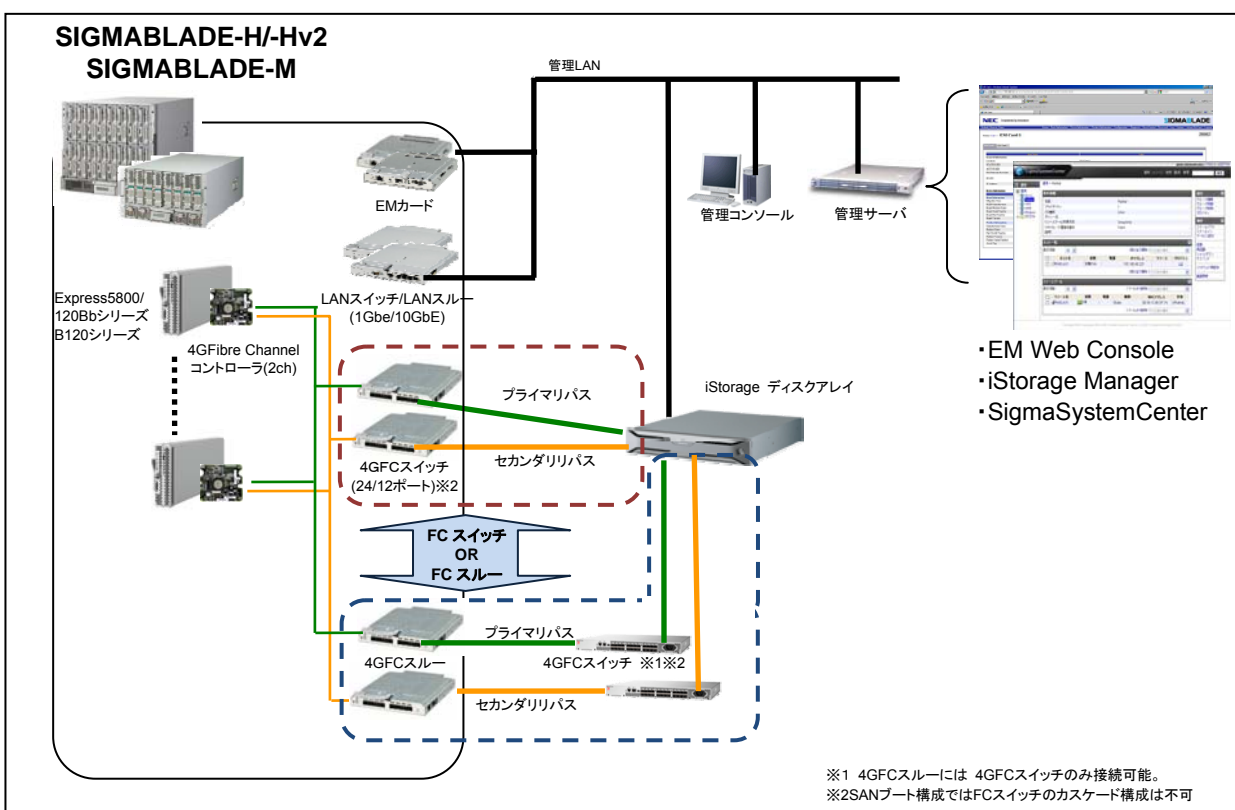 SIGMABLADE-H/-Hv2
SIGMABLADE-M
管理LAN
EMカード
管理コンソール
管理サーバ
NEC
SIGMABLADE
LANスイッチ/LANスルー
(1Gbe/10GbE)
Express5800/
120Bbシリーズ
B120シリーズ
4GFibre Channel
コントローラ(2ch)
・EM Web Console
・iStorage Manager
・SigmaSystemCenter
プライマリパス
iStorage ディスクアレイ
セカンダリリパス
4GFCスイッチ
(24/12ポート)※2
FC スイッチ
OR
FC スルー
プライマリパス
4GFCスルー
4GFCスイッチ ※1※2
セカンダリリパス
※1 4GFCスルーには 4GFCスイッチのみ接続可能。
※2SANブート構成ではFCスイッチのカスケード構成は不可